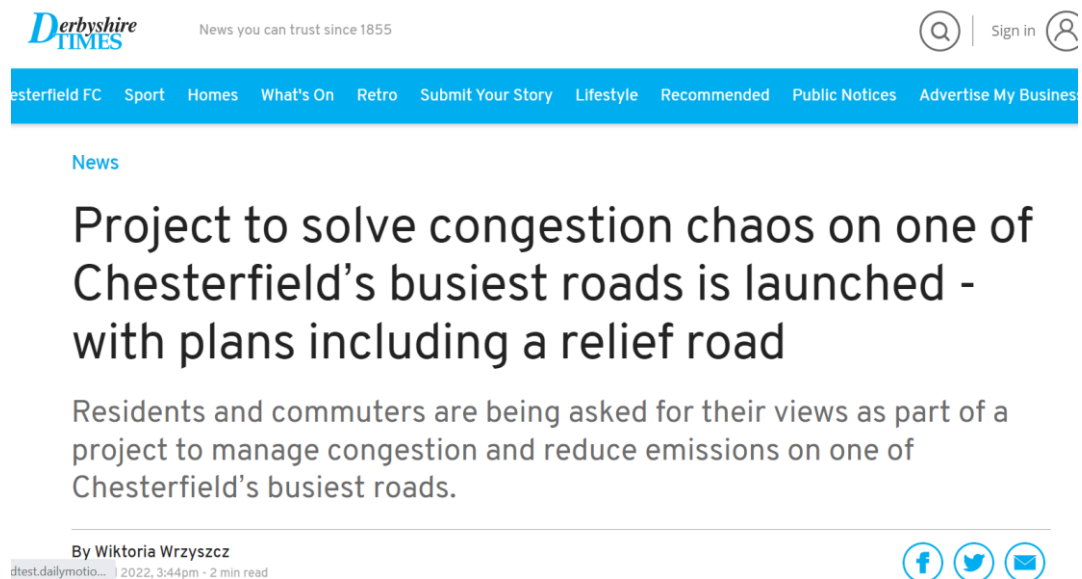 Derbyshire
TIMES
News you can trust since 1855
Sign in
esterfield FC Sport Homes What's On Retro Submit Your Story Lifestyle Recommended Public Notices Advertise My Busines
News
Project to solve congestion chaos on one of
Chesterfield’s busiest roads is launched -
with plans including a relief road
Residents and commuters are being asked for their views as part of a
project to manage congestion and reduce emissions on one of
Chesterfield’s busiest roads.
By Wiktoria Wrzyszcz
dtest.dailymotio... 2022, 3:44pm - 2 min read